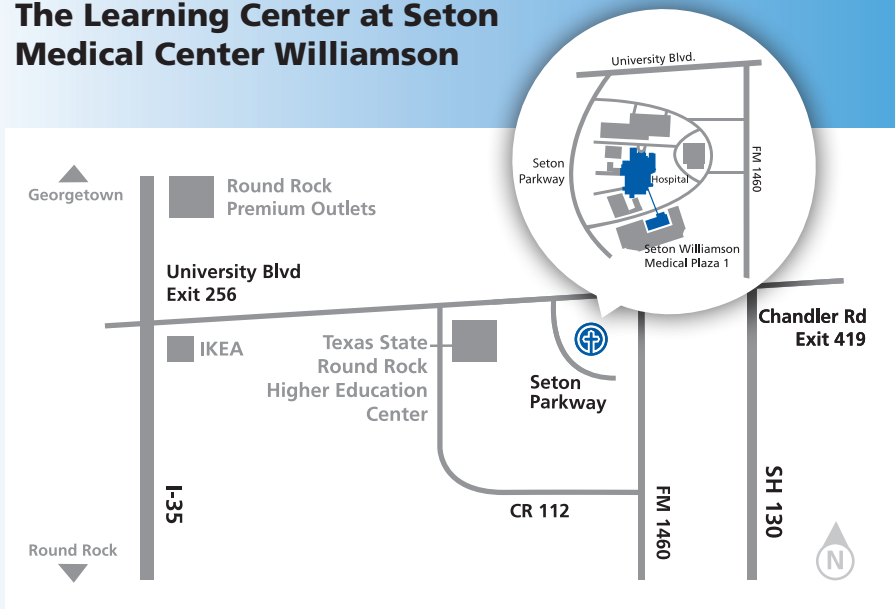 The Learning Center at Seton
Medical Center Williamson
University Blvd.
Seton
Parkway
FM 1460
Hospital
Seton Williamson
Medical Plaza 1
Georgetown
Round Rock
Premium Outlets
University Blvd
Exit 256
Chandler Rd
Exit 419
IKEA
Texas State
Round Rock
Higher Education
Center
Seton
Parkway
I-35
CR 112
FM 1460
SH 130
Round Rock
N